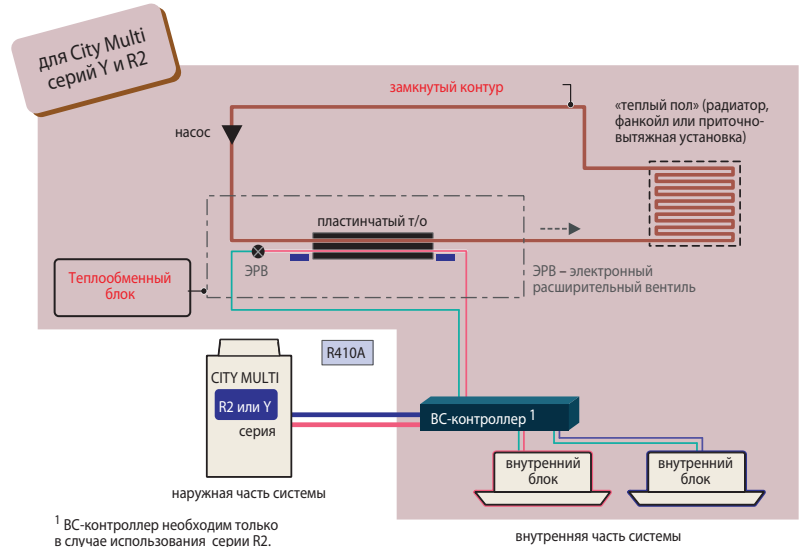 для City Multi
серий Y и R2
замкнутый контур
«теплый пол» (радиатор,
фанкойл или приточно-
вытяжная установка)
насос
пластинчатый т/о
ЭРВ
ЭРВ – электронный
расширительный вентиль
Теплообменный
блок
R410A
CITY MULTI
R2 или Y
серия
BC-контроллер 1
внутренний
блок
внутренний
блок
наружная часть системы
1 BC-контроллер необходим только
в случае использования серии R2.
внутренняя часть системы